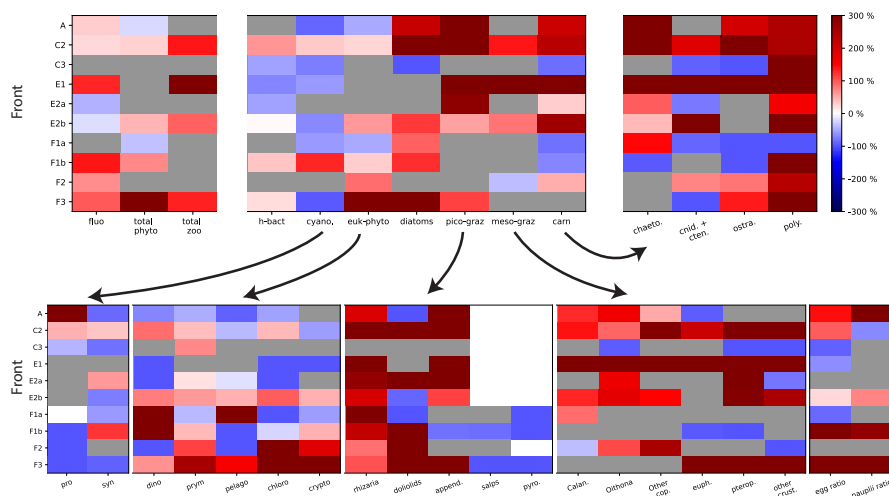 Front
A
C2
C3
E1
E2a
E2b
F1a
F1b
F2
F3
fluo
total phyto
total zoo
h-bact
cyano,
euk-phyto
diatoms
pico-graz
meso-graz
carn
chaeto.
cnid. + cten.
ostra.
poly.
300 %
200 %
100 %
0 %
-100 %
-200 %
-300 %
Front
A
C2
C3
E1
E2a
E2b
F1a
F1b
F2
F3
pro
syn
dino
prym
pelago
chloro
crypto
rhizaria
doliolids
append.
salps
pyro.
Calan.
Oithona
Other cop.
euph.
pterop.
other crust.
egg ratio
nauplii ratio